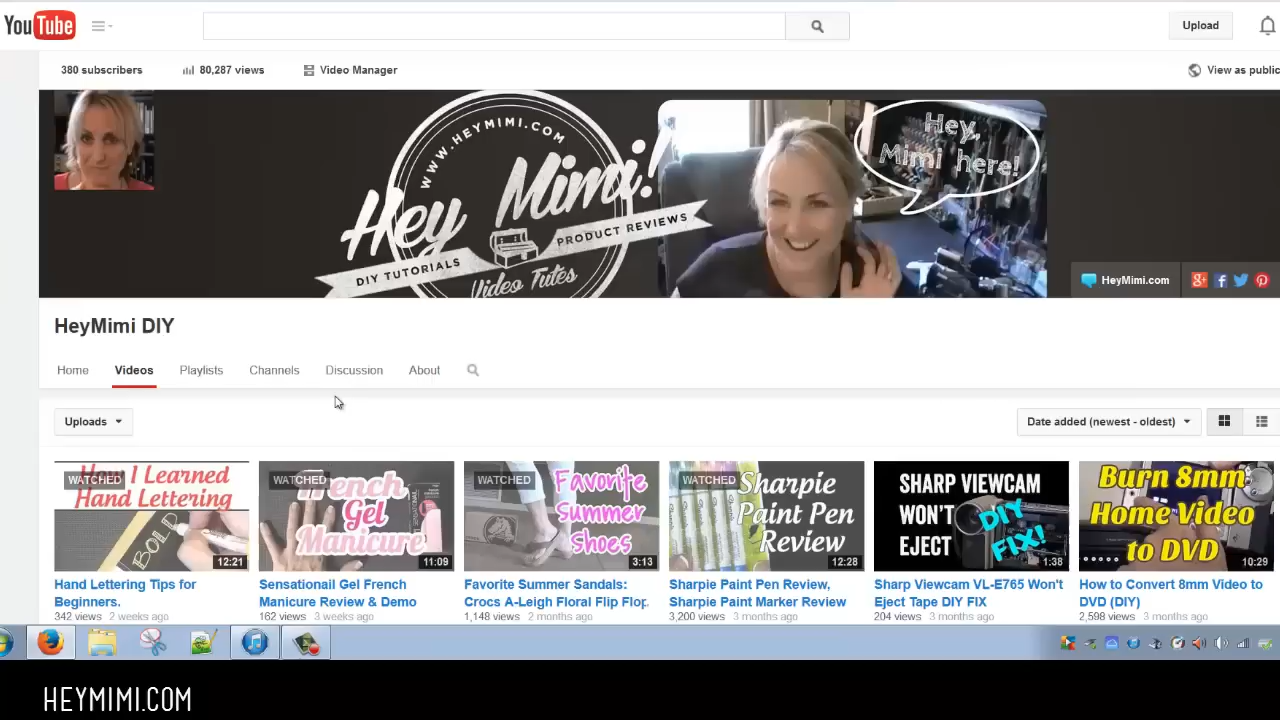 YouTube
Upload
380 subscribers
80,287 views
Video Manager
View as public
WWW.HEYMIMI.COM
Hey Mimi!
DIY TUTORIALS
PRODUCT REVIEWS
Video Tutes
Hey,
Mimi here!
HeyMimi.com
HeyMimi DIY
Home Videos Playlists Channels Discussion About
Uploads
Date added (newest - oldest)
WATCHED
How I Learned
Hand Lettering
BOLD
12:21
WATCHED
French
Gel
Manicure
11:09
WATCHED
Favorite
Summer
Shoes
3:13
WATCHED
Sharpie
Paint Pen
Review
12:28
SHARP VIEWCAM
WON'T
EJECT
DIY
FIX!
1:38
Burn 8mm
Home Video
to DVD
10:29
Hand Lettering Tips for
Beginners.
342 views 2 weeks ago
Sensationail Gel French
Manicure Review & Demo
162 views 3 weeks ago
Favorite Summer Sandals:
Crocs A-Leigh Floral Flip Flop.
1,148 views 2 months ago
Sharpie Paint Pen Review,
Sharpie Paint Marker Review
3,200 views 3 months ago
Sharp Viewcam VL-E765 Won't
Eject Tape DIY FIX
204 views 3 months ago
How to Convert 8mm Video to
DVD (DIY)
2,598 views 3 months ago
HEYMIMI.COM